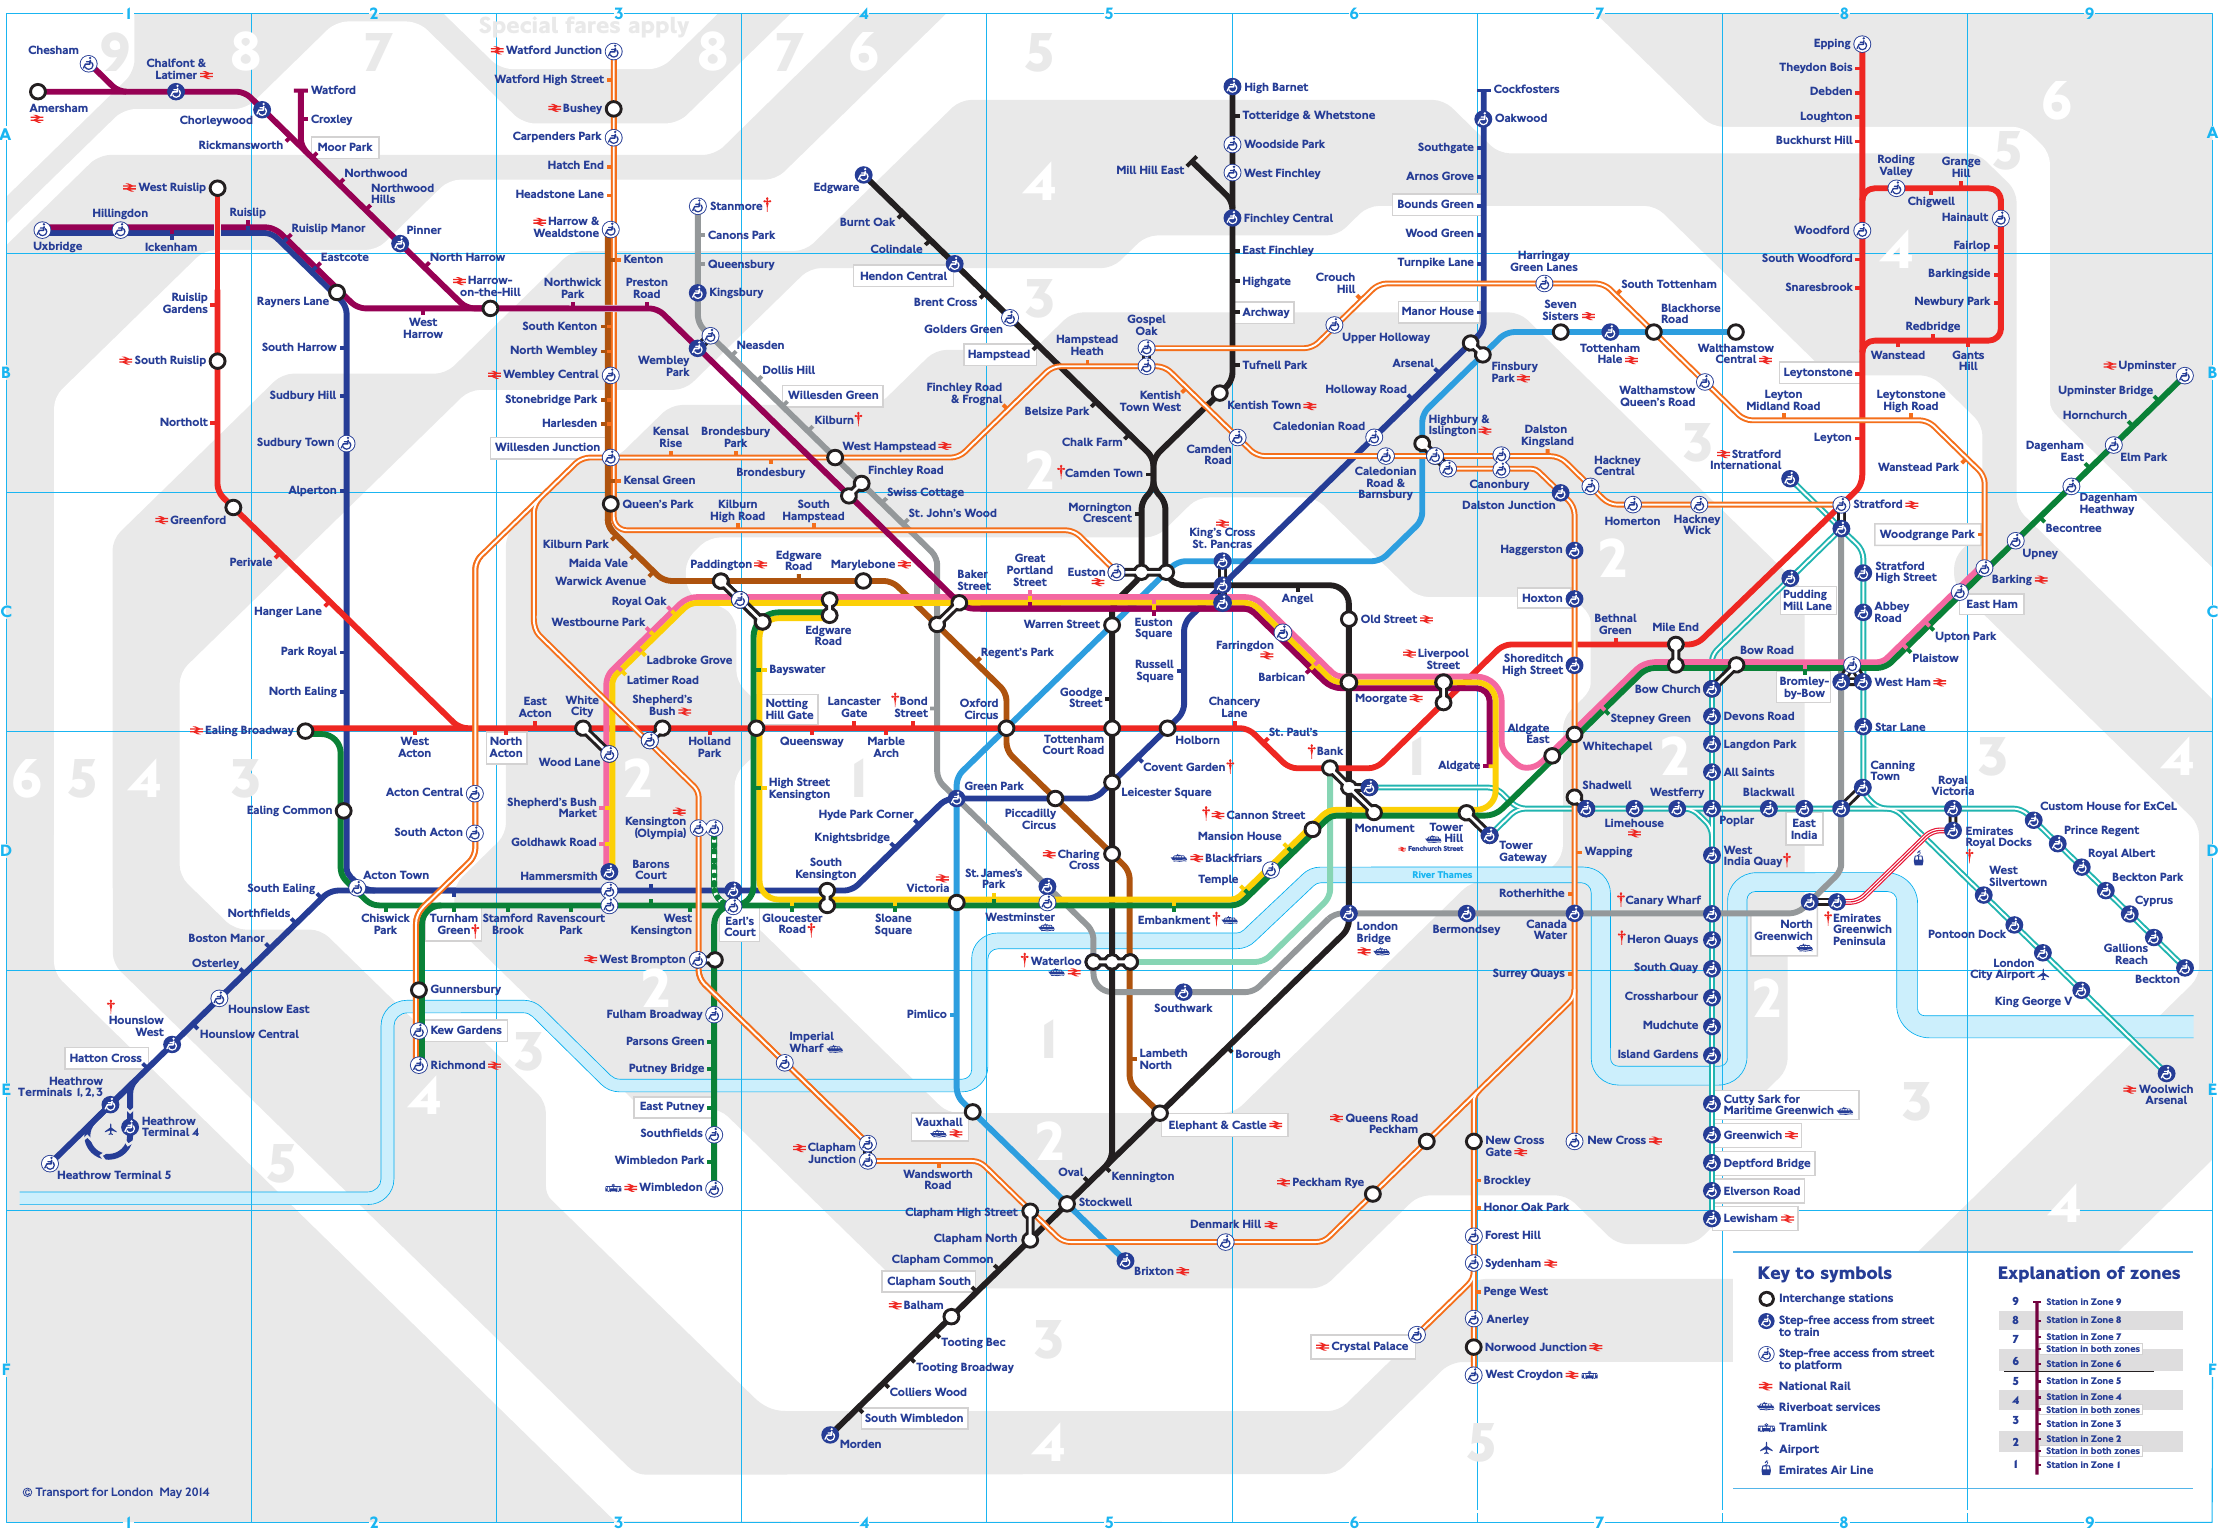 1 2 3 4 5 6 7 8 9
Special fares apply
9 8 7 8 7 6 5 6 5
Chesham
Chalfont &
Latimer
Amersham
Chorleywood
Watford
Croxley
Rickmansworth
Moor Park
Northwood
Northwood
Hills
West Ruislip
Hillingdon
Ruislip
Ruislip Manor
Uxbridge
Ickenham
Eastcote
Pinner
North Harrow
Harrow-
on-the-Hill
Ruislip
Gardens
Rayners Lane
West
Harrow
South Harrow
South Ruislip
Sudbury Hill
Northolt
Sudbury Town
Alperton
Greenford
Perivale
Hanger Lane
Park Royal
North Ealing
Ealing Broadway
West
Acton
Ealing Common
Watford Junction
Watford High Street
Bushey
Carpenders Park
Hatch End
Headstone Lane
Harrow &
Wealdstone
Kenton
Northwick
Park
Preston
Road
South Kenton
North Wembley
Wembley Central
Stonebridge Park
Harlesden
Willesden Junction
Kensal Green
Queen's Park
Kilburn Park
Maida Vale
Warwick Avenue
Royal Oak
Westbourne Park
Ladbroke Grove
Latimer Road
Stanmore†
Canons Park
Queensbury
Kingsbury
Wembley
Park
Neasden
Dollis Hill
Willesden Green
Kilburn†
West Hampstead
Finchley Road
Swiss Cottage
St. John's Wood
Kensal
Rise
Brondesbury
Park
Brondesbury
Kilburn
High Road
South
Hampstead
Edgware
Burnt Oak
Colindale
Hendon Central
Brent Cross
Golders Green
Hampstead
Belsize Park
Chalk Farm
†Camden Town
Mornington
Crescent
Finchley Road
& Frognal
Hampstead
Heath
Gospel
Oak
Kentish
Town West
Kentish Town
Camden
Road
High Barnet
Totteridge & Whetstone
Woodside Park
Mill Hill East
West Finchley
Finchley Central
East Finchley
Highgate
Archway
Tufnell Park
Crouch
Hill
Upper Holloway
Cockfosters
Oakwood
Southgate
Arnos Grove
Bounds Green
Wood Green
Turnpike Lane
Manor House
Arsenal
Finsbury
Park
Holloway Road
Caledonian Road
Highbury &
Islington
Caledonian
Road &
Barnsbury
Canonbury
Dalston
Kingsland
Dalston Junction
Hackney
Central
Homerton
Hackney
Wick
Harringay
Green Lanes
South Tottenham
Seven
Sisters
Blackhorse
Road
Tottenham
Hale
Walthamstow
Central
Walthamstow
Queen's Road
Leyton
Midland Road
Leytonstone
High Road
Wanstead Park
Woodgrange Park
Epping
Theydon Bois
Debden
Loughton
Buckhurst Hill
Roding
Valley
Grange
Hill
Chigwell
Hainault
Woodford
Fairlop
South Woodford
Barkingside
Snaresbrook
Newbury Park
Redbridge
Wanstead
Gants
Hill
Leytonstone
Leyton
Stratford
International
Stratford
Upminster
Upminster Bridge
Hornchurch
Dagenham
East
Elm Park
Dagenham
Heathway
Becontree
Upney
Barking
East Ham
Upton Park
Plaistow
Stratford
High Street
Abbey
Road
West Ham
Star Lane
Canning
Town
Pudding
Mill Lane
Bow Road
Bromley-
by-Bow
Bow Church
Devons Road
Langdon Park
All Saints
Mile End
Bethnal
Green
Stepney Green
Whitechapel
Aldgate
East
Aldgate
Haggerston
Hoxton
Shoreditch
High Street
Liverpool
Street
Moorgate
Old Street
Angel
King's Cross
St. Pancras
Euston
Euston
Square
Warren Street
Great
Portland
Street
Baker
Street
Regent's Park
Marylebone
Edgware
Road
Paddington
Edgware
Road
Bayswater
Notting
Hill Gate
Lancaster
Gate
†Bond
Street
Oxford
Circus
Queensway
Marble
Arch
Goodge
Street
Tottenham
Court Road
Russell
Square
Holborn
Chancery
Lane
St. Paul's
†Bank
Farringdon
Barbican
Covent Garden†
Leicester Square
Piccadilly
Circus
Green Park
Hyde Park Corner
Knightsbridge
High Street
Kensington
East
Acton
North
Acton
White
City
Shepherd's
Bush
Holland
Park
Wood Lane
Acton Central
South Acton
Shepherd's Bush
Market
Goldhawk Road
Kensington
(Olympia)
Hammersmith
Barons
Court
Acton Town
South Ealing
Northfields
Boston Manor
Osterley
Hounslow East
Hounslow Central
†
Hounslow
West
Hatton Cross
Heathrow
Terminals 1, 2, 3
Heathrow
Terminal 4
Heathrow Terminal 5
Chiswick
Park
Turnham
Green†
Stamford
Brook
Ravenscourt
Park
West
Kensington
Earl's
Court
Gloucester
Road†
South
Kensington
Sloane
Square
Victoria
St. James's
Park
Westminster
Embankment†
Charing
Cross
Temple
Blackfriars
Mansion House
†Cannon Street
Monument
Tower
Hill
Fenchurch Street
Tower
Gateway
River Thames
Shadwell
Limehouse
Westferry
Poplar
Blackwall
East
India
Wapping
Rotherhithe
Canada
Water
Surrey Quays
West
India Quay†
†Canary Wharf
†Heron Quays
South Quay
Crossharbour
Mudchute
Island Gardens
Cutty Sark for
Maritime Greenwich
Greenwich
Deptford Bridge
Elverson Road
Lewisham
North
Greenwich
†Emirates
Greenwich
Peninsula
Royal
Victoria
Emirates
Royal Docks
†
Custom House for ExCeL
Prince Regent
Royal Albert
Beckton Park
Cyprus
Gallions
Reach
Beckton
West
Silvertown
Pontoon Dock
London
City Airport
King George V
Woolwich
Arsenal
Gunnersbury
Kew Gardens
Richmond
West Brompton
Fulham Broadway
Parsons Green
Putney Bridge
East Putney
Southfields
Wimbledon Park
Wimbledon
Imperial
Wharf
Clapham
Junction
Wandsworth
Road
Clapham High Street
Clapham North
Clapham Common
Clapham South
Balham
Tooting Bec
Tooting Broadway
Colliers Wood
South Wimbledon
Morden
Pimlico
Vauxhall
Stockwell
Brixton
Oval
Kennington
†Waterloo
Southwark
Lambeth
North
Elephant & Castle
Borough
London
Bridge
Bermondsey
Denmark Hill
Peckham Rye
Queens Road
Peckham
New Cross
Gate
New Cross
Brockley
Honor Oak Park
Forest Hill
Sydenham
Penge West
Anerley
Crystal Palace
Norwood Junction
West Croydon
Key to symbols
Interchange stations
Step-free access from street
to train
Step-free access from street
to platform
National Rail
Riverboat services
Tramlink
Airport
Emirates Air Line
Explanation of zones
9 Station in Zone 9
8 Station in Zone 8
7 Station in Zone 7
Station in both zones
6 Station in Zone 6
5 Station in Zone 5
4 Station in Zone 4
Station in both zones
3 Station in Zone 3
2 Station in Zone 2
Station in both zones
1 Station in Zone 1
© Transport for London May 2014
A B C D E F
1 2 3 4 5 6 7 8 9